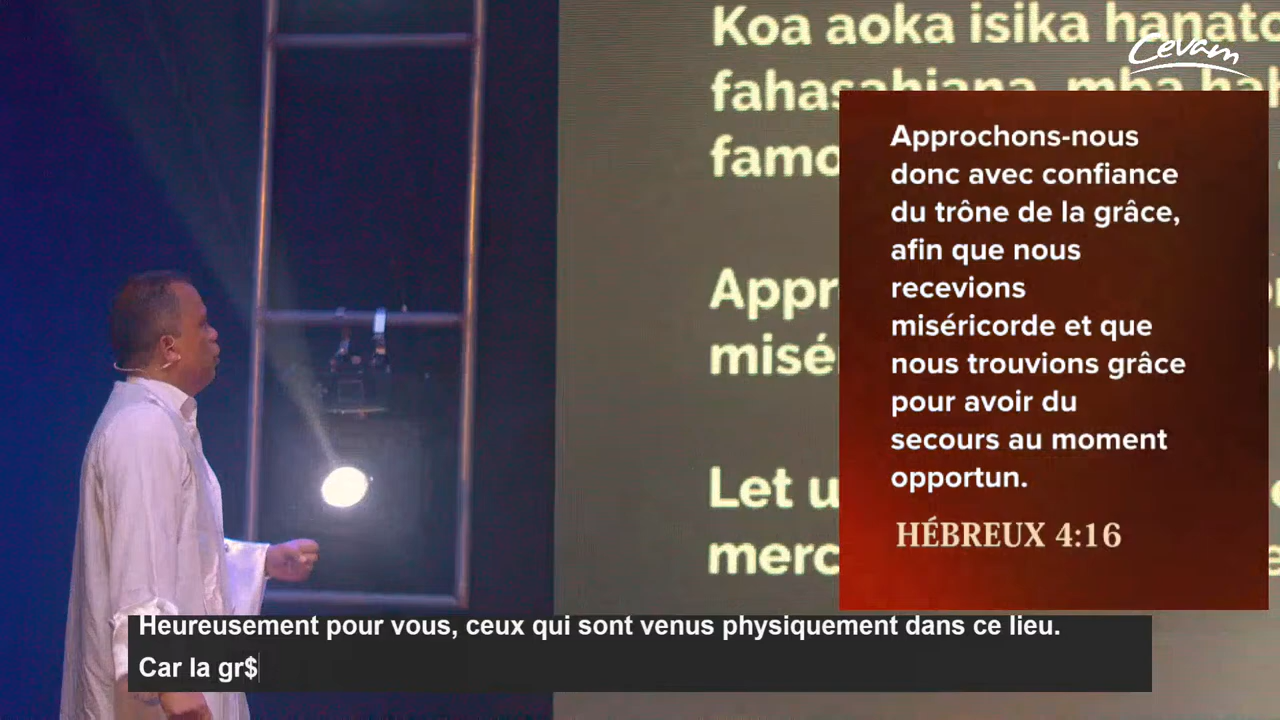 Koa aoka isika
Cevam
famo
Approchons-nous
donc avec confiance
du trône de la grâce,
afin que nous
recevions
miséricorde et que
nous trouvions grâce
pour avoir du
secours au moment
opportun.
HÉBREUX 4:16
Appr
misé
Let u
merc
Heureusement pour vous, ceux qui sont venus physiquement dans ce lieu.
Car la gr$